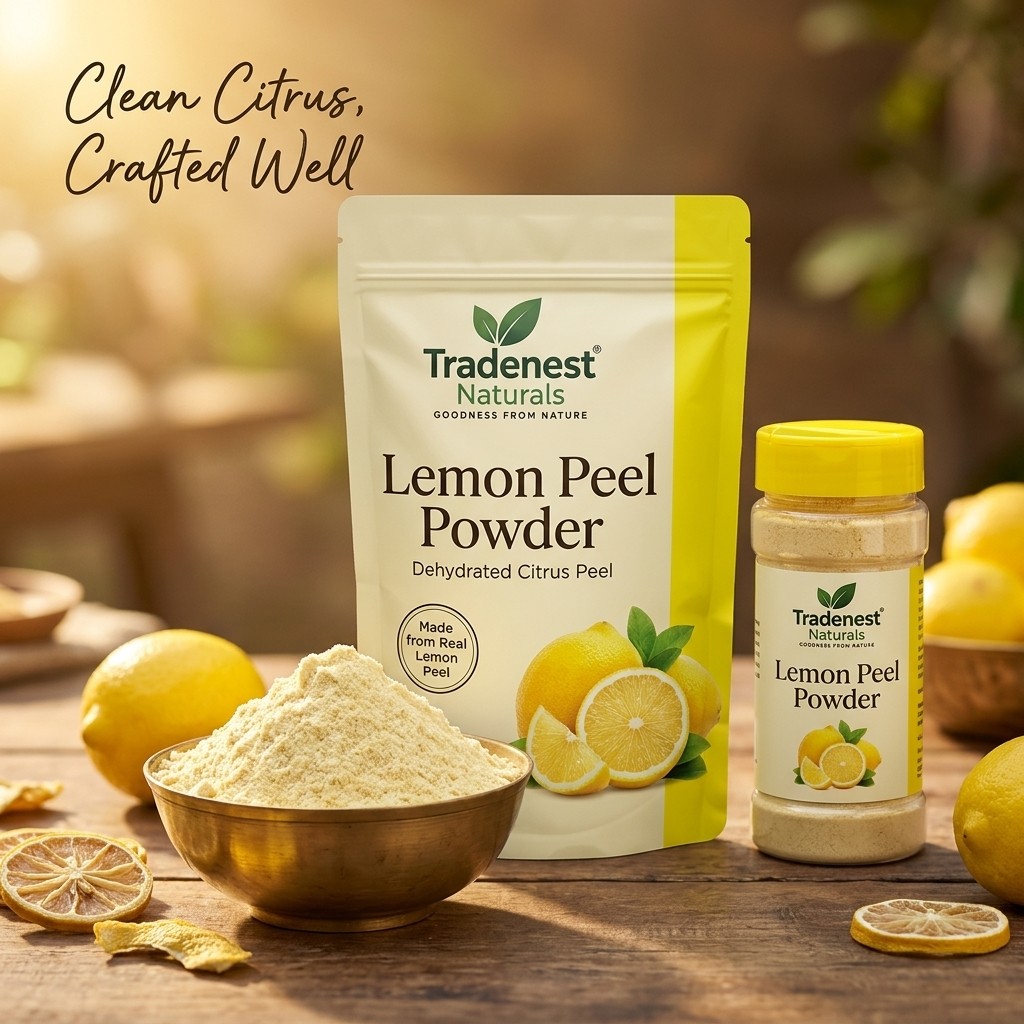 Clean Citrus,
Crafted Well
Tradenest®
Naturals
GOODNESS FROM NATURE
Lemon Peel
Powder
Dehydrated Citrus Peel
Made
from Real
Lemon
Peel
Tradenest®
Naturals
GOODNESS FROM NATURE
Lemon Peel
Powder